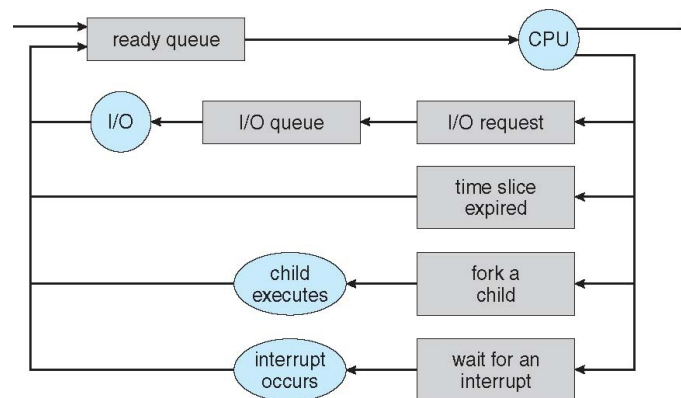 ready queue
CPU
I/O
I/O queue
I/O request
time slice
expired
child
executes
fork a
child
interrupt
occurs
wait for an
interrupt